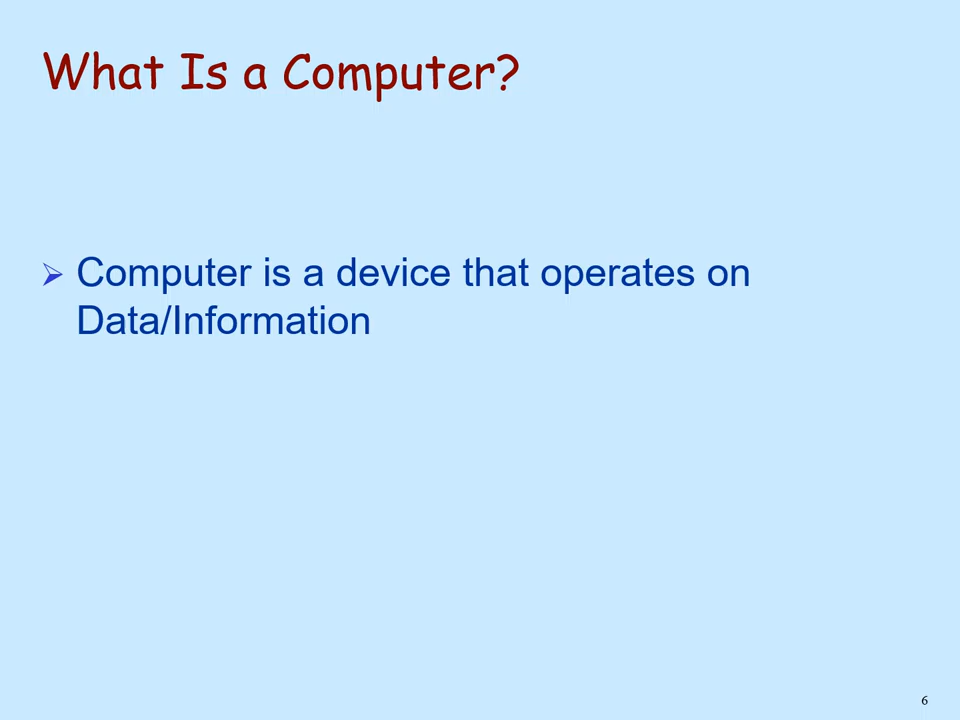 What Is a Computer?
Computer is a device that operates on
Data/Information
6